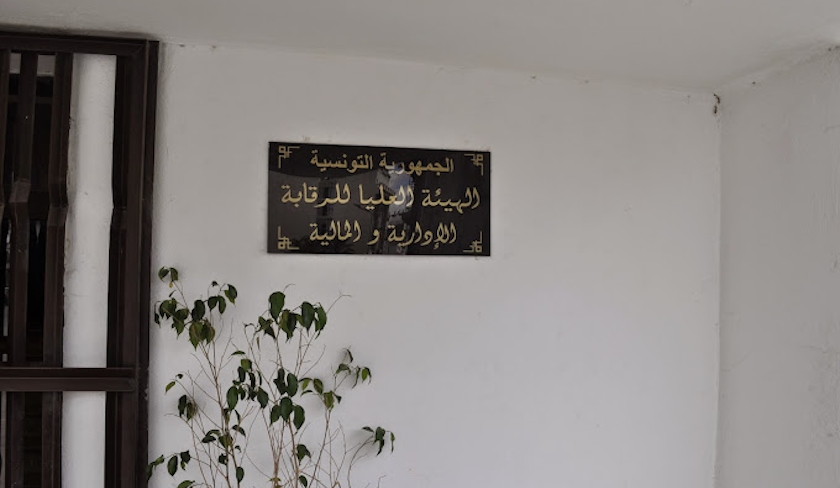 الجمهورية التونسية
الهيئة العليا للرقابة
الإدارية و المالية